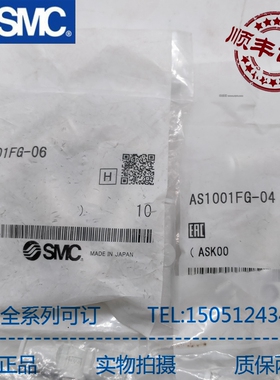 SMC
顺丰
01FG-06
H
10
SMC
MADE IN JAPAN
AS1001FG-04
EAC
( ASK00
全系列可订
TEL:15051243
正品
实物拍摄
质保